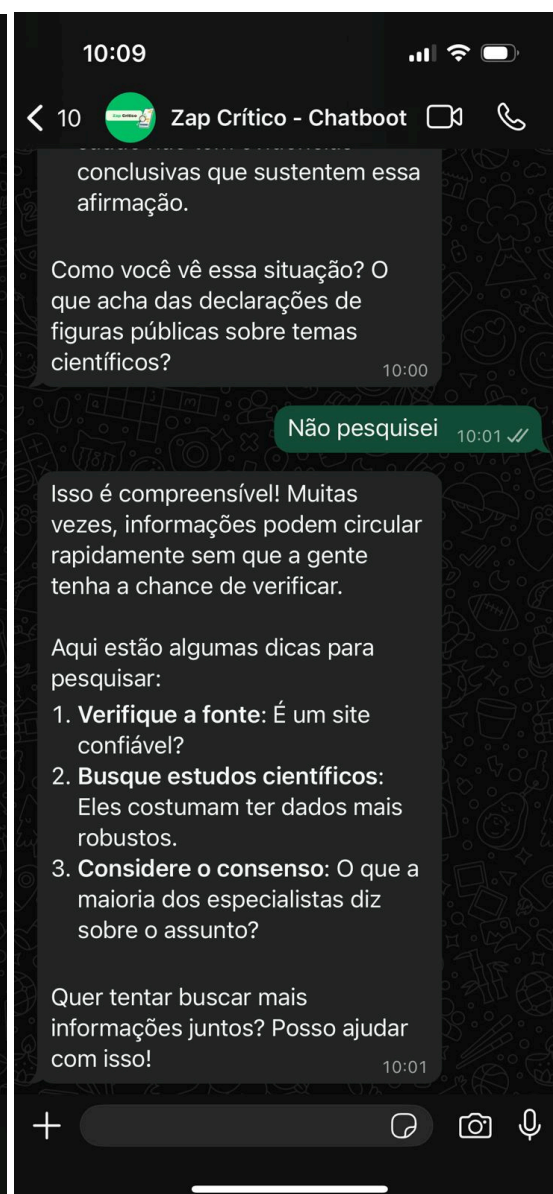 10:09
10
Zap Crítico - Chatboot
conclusivas que sustentem essa
afirmação.
Como você vê essa situação? O
que acha das declarações de
figuras públicas sobre temas
científicos?
10:00
Não pesquisei
10:01
Isso é compreensível! Muitas
vezes, informações podem circular
rapidamente sem que a gente
tenha a chance de verificar.
Aqui estão algumas dicas para
pesquisar:
1. Verifique a fonte: É um site
confiável?
2. Busque estudos científicos:
Eles costumam ter dados mais
robustos.
3. Considere o consenso: O que a
maioria dos especialistas diz
sobre o assunto?
Quer tentar buscar mais
informações juntos? Posso ajudar
com isso!
10:01